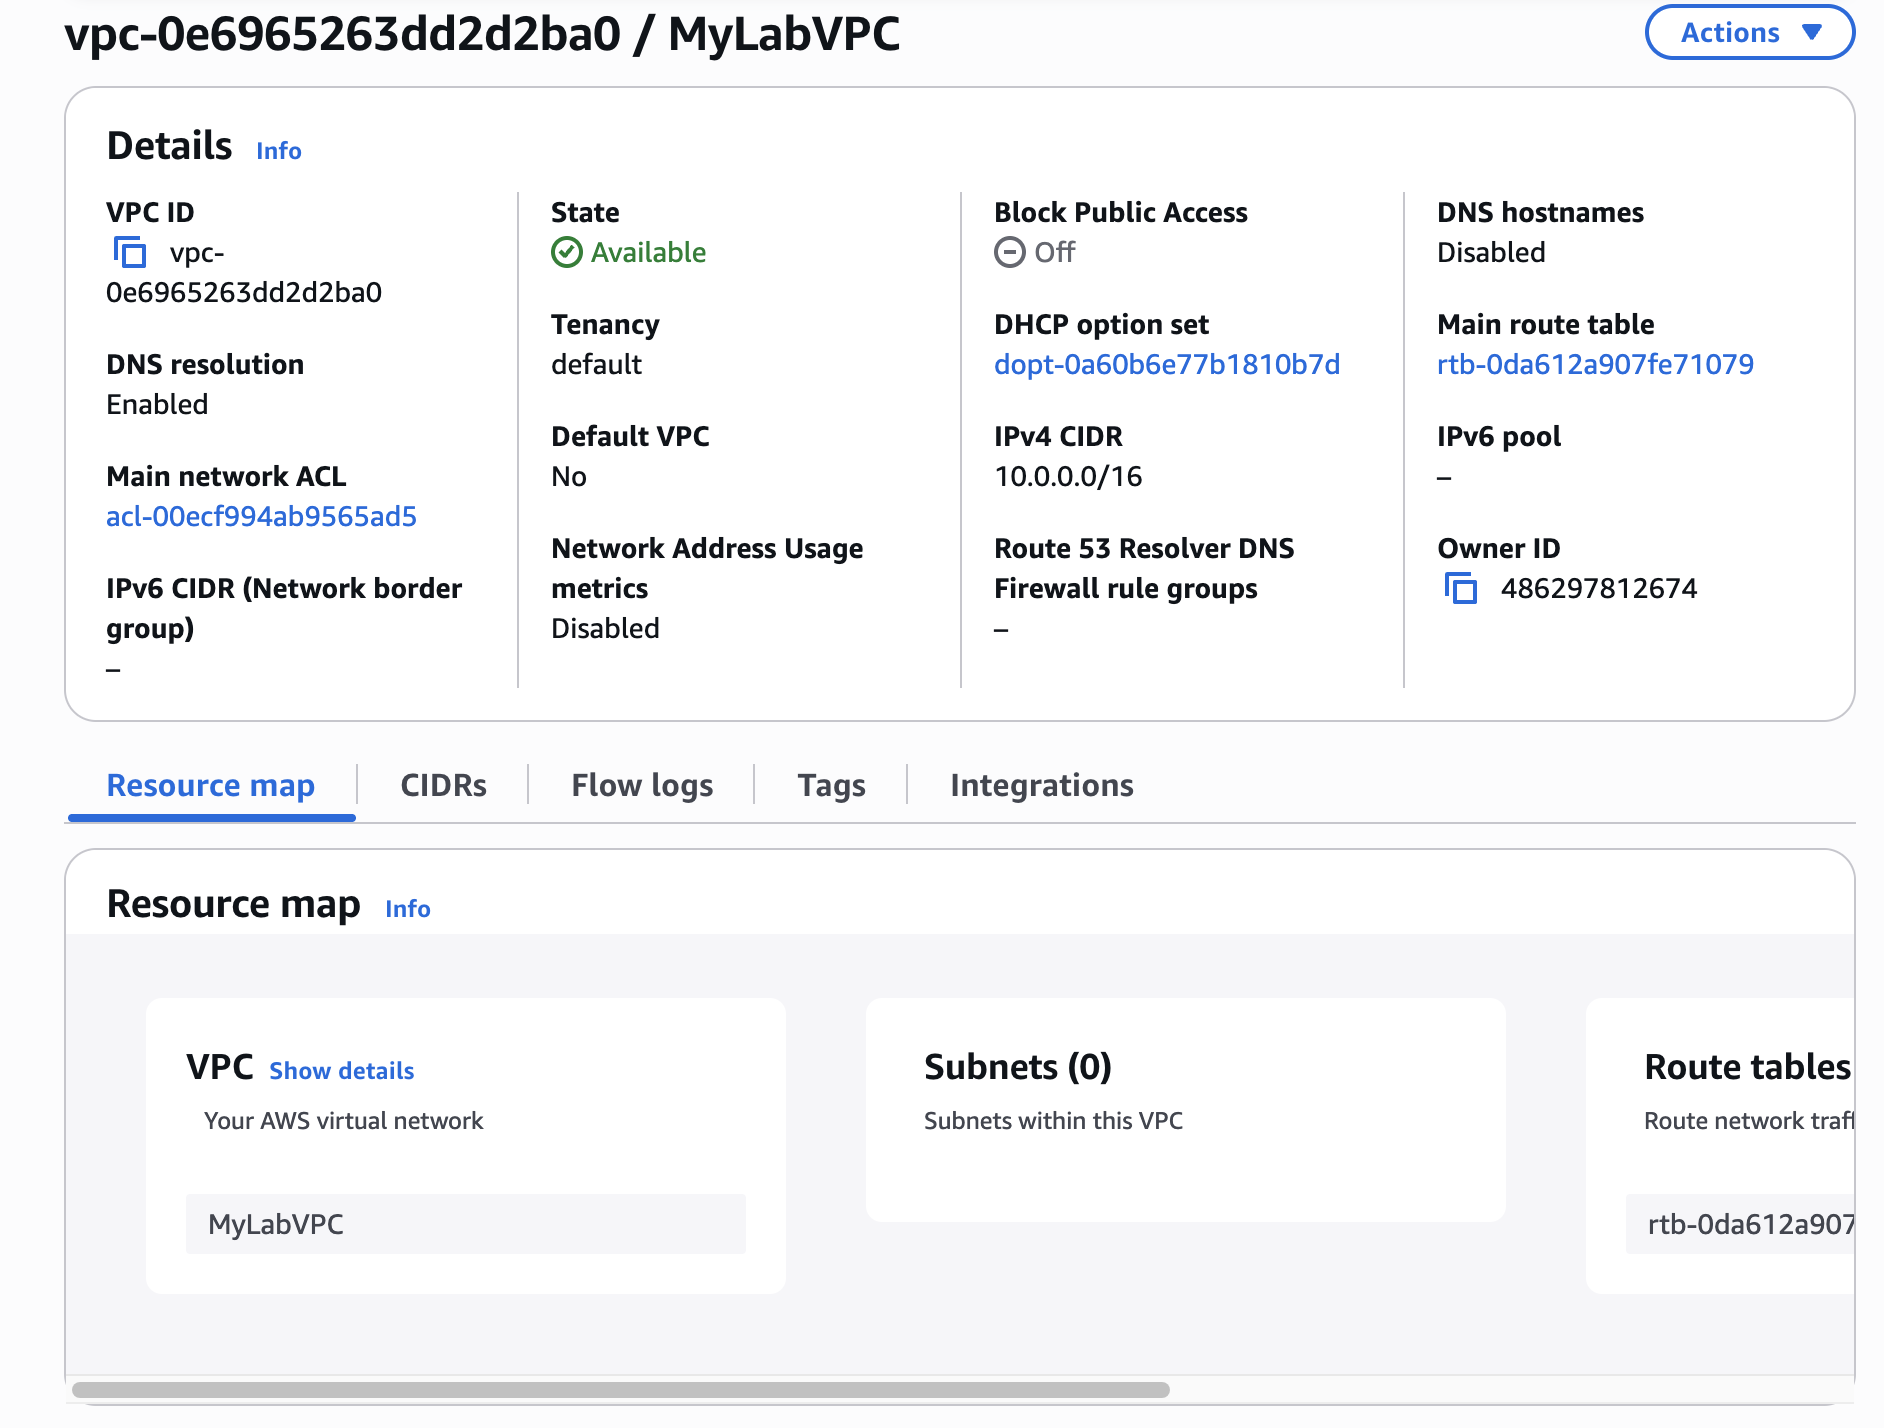 vpc-0e6965263dd2d2ba0 / MyLabVPC
Actions
Details Info
VPC ID
vpc-
0e6965263dd2d2ba0
DNS resolution
Enabled
Main network ACL
acl-00ecf994ab9565ad5
IPv6 CIDR (Network border
group)
–
State
Available
Tenancy
default
Default VPC
No
Network Address Usage
metrics
Disabled
Block Public Access
Off
DHCP option set
dopt-0a60b6e77b1810b7d
IPv4 CIDR
10.0.0.0/16
Route 53 Resolver DNS
Firewall rule groups
–
DNS hostnames
Disabled
Main route table
rtb-0da612a907fe71079
IPv6 pool
–
Owner ID
486297812674
Resource map
CIDRs
Flow logs
Tags
Integrations
Resource map Info
VPC Show details
Your AWS virtual network
MyLabVPC
Subnets (0)
Subnets within this VPC
Route tables
Route network traff
rtb-0da612a907